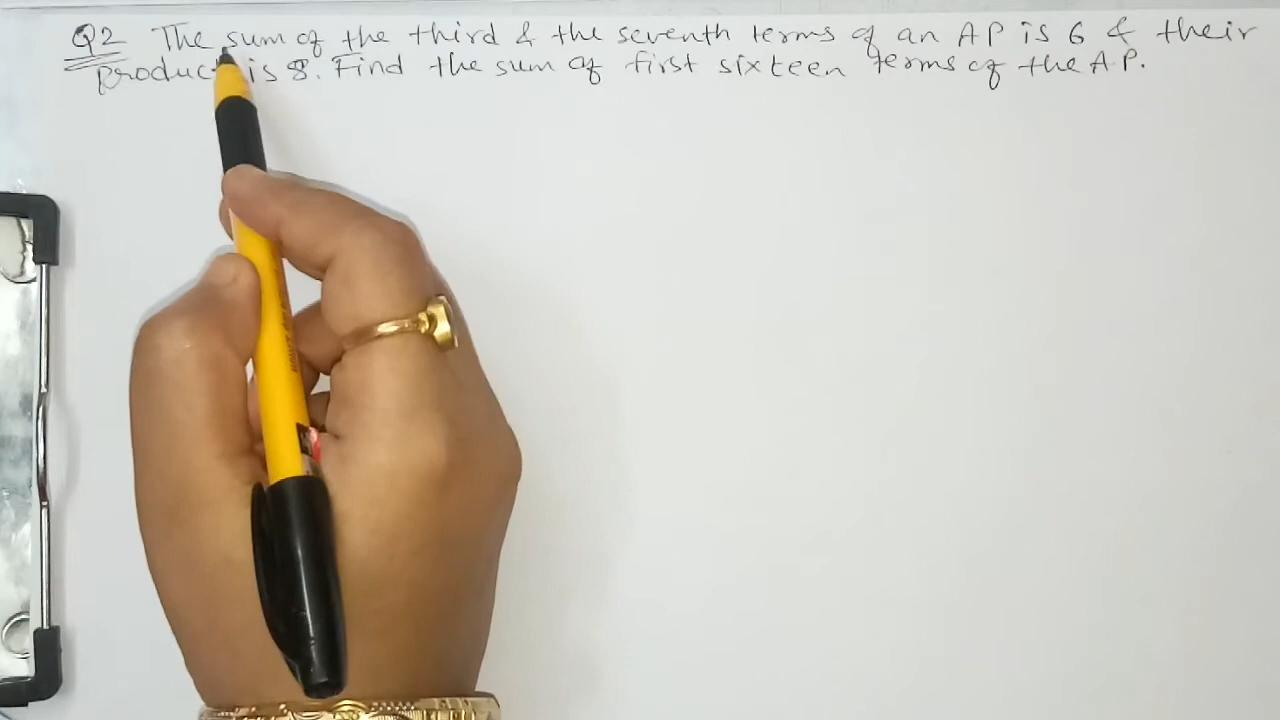 Q2 The sum of the third & the seventh terms of an AP is 6 & their
product is 8. Find the sum of first sixteen terms of the A.P.